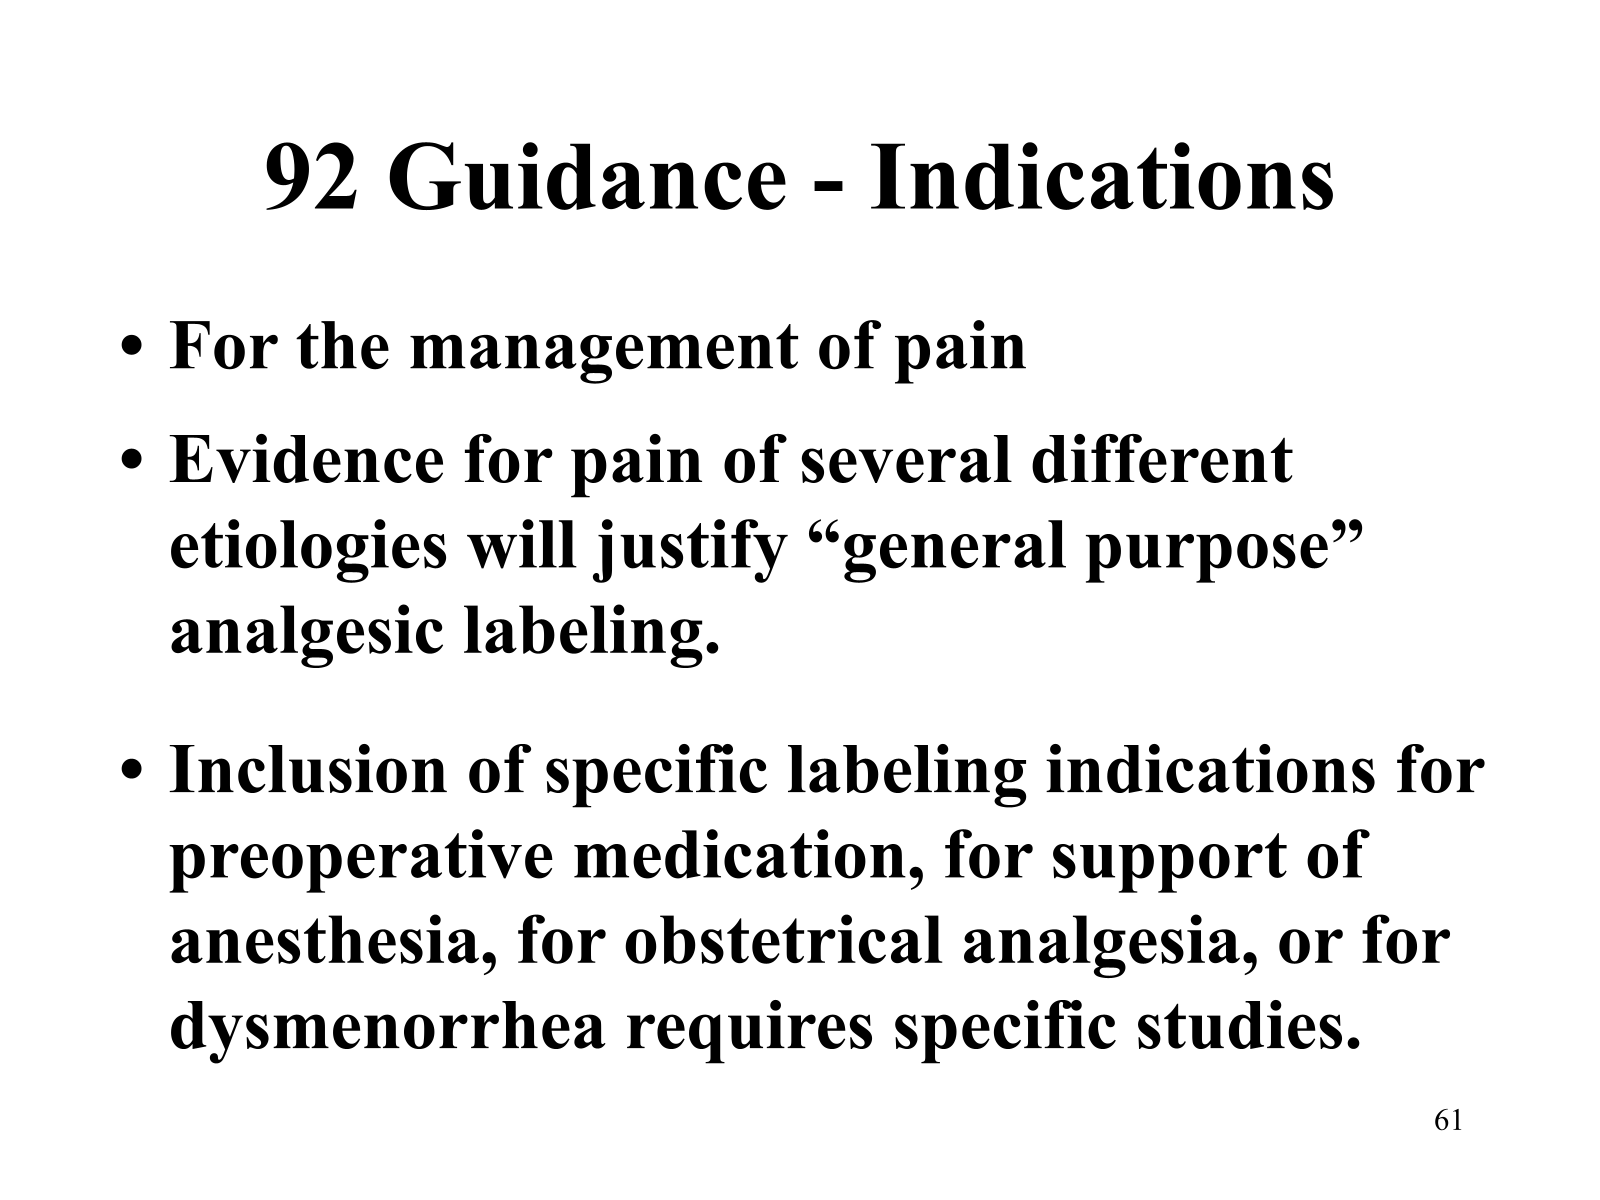 92 Guidance - Indications
• For the management of pain
• Evidence for pain of several different
etiologies will justify “general purpose”
analgesic labeling.
• Inclusion of specific labeling indications for
preoperative medication, for support of
anesthesia, for obstetrical analgesia, or for
dysmenorrhea requires specific studies.
61